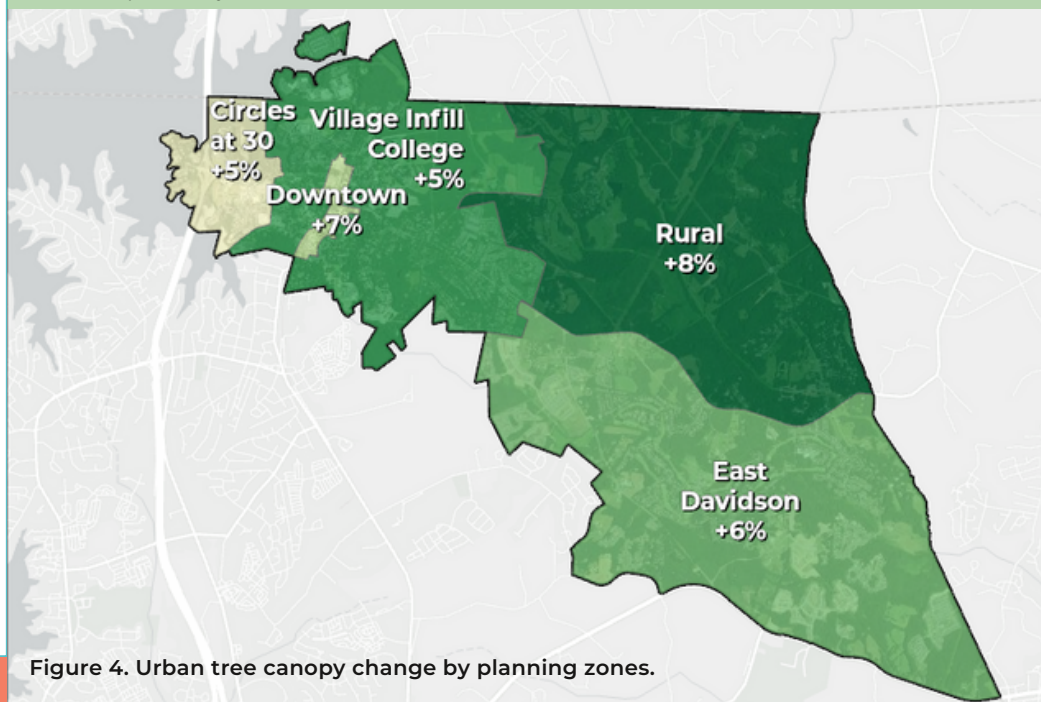 Circles
at 30
+5%
Village Infill
College
+5%
Downtown
+7%
Rural
+8%
East
Davidson
+6%
Figure 4. Urban tree canopy change by planning zones.